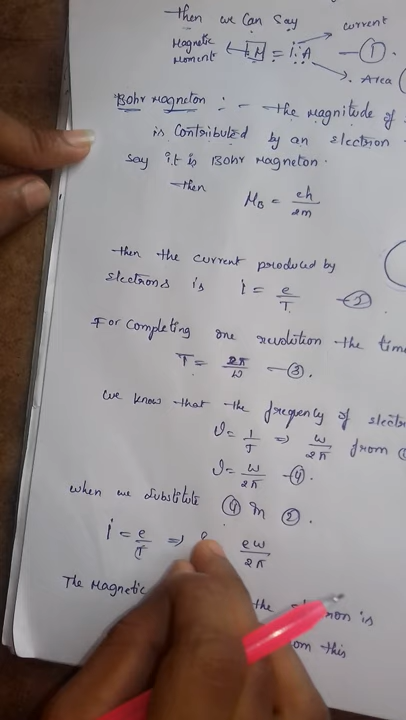 then we can say
current
Magnetic
Moment ← M = i.A — ①
Area
Bohr Magneton :- - the magnitude of
is contributed by an electron
say it is Bohr Magneton.
then μB = eh/2m
then the current produced by
electrons is i = e/T — ②
For completing one revolution the time
T = 2π/ω — ③.
we know that the frequency of electr
ν = 1/T ⇒ ω/2π from
ν = ω/2π — ④.
when we substitute ④ in ②.
i = e/T ⇒ eω/2π
The Magnetic the is
this